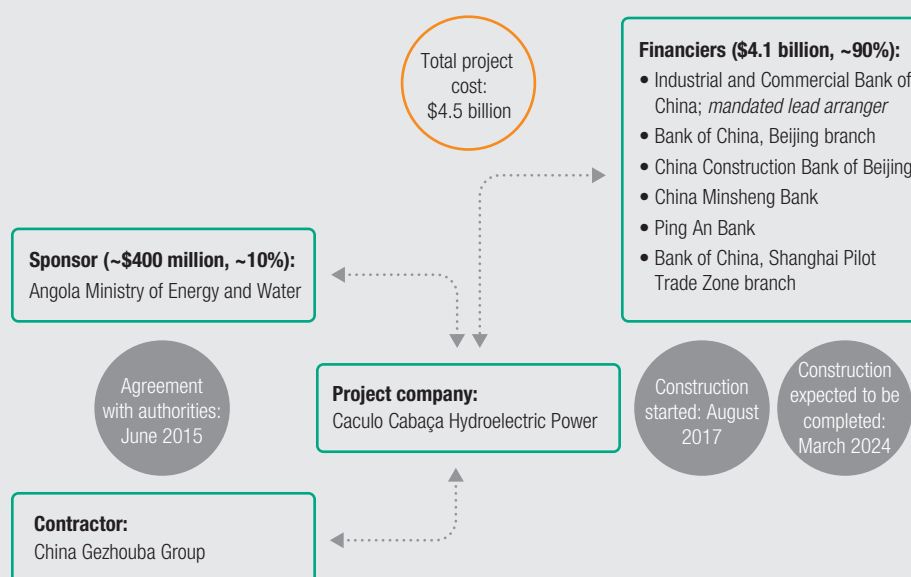 Total project
cost:
$4.5 billion
Financiers ($4.1 billion, ~90%):
• Industrial and Commercial Bank of
China; mandated lead arranger
• Bank of China, Beijing branch
• China Construction Bank of Beijing
• China Minsheng Bank
• Ping An Bank
• Bank of China, Shanghai Pilot
Trade Zone branch
Sponsor (~$400 million, ~10%):
Angola Ministry of Energy and Water
Agreement
with authorities:
June 2015
Project company:
Caculo Cabaça Hydroelectric Power
Construction
started: August
2017
Construction
expected to be
completed:
March 2024
Contractor:
China Gezhouba Group